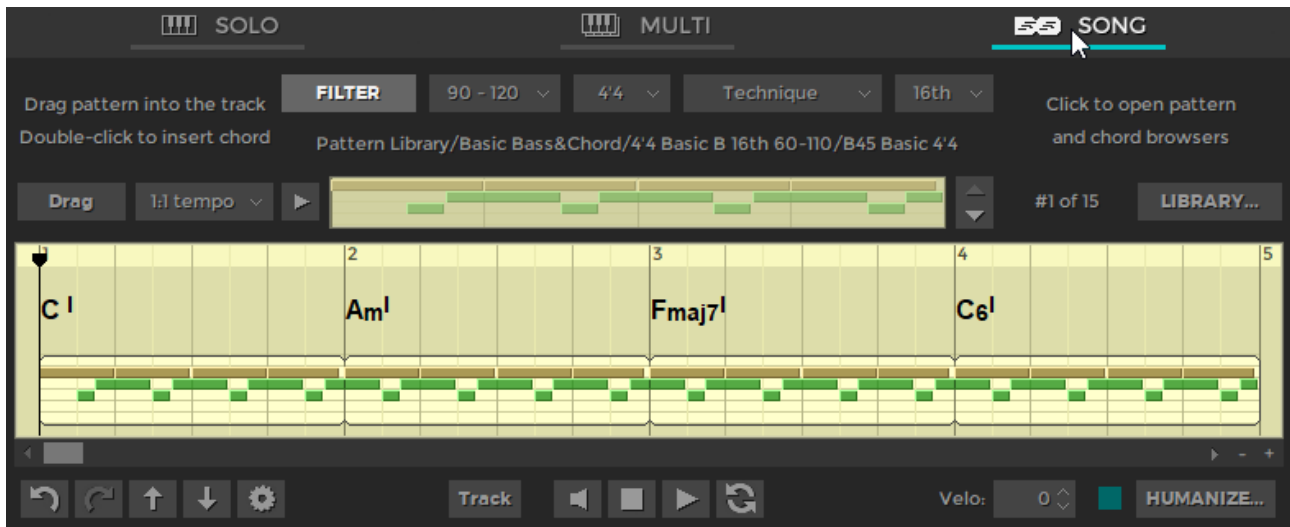 SOLO MULTI SONG
Drag pattern into the track FILTER 90 - 120 4'4 Technique 16th Click to open pattern
Double-click to insert chord Pattern Library/Basic Bass&Chord/4'4 Basic B 16th 60-110/B45 Basic 4'4 and chord browsers
Drag 1:1 tempo #1 of 15 LIBRARY...
1 2 3 4 5
C I Am I Fmaj7 I C6 I
Track Velo: 0 HUMANIZE...